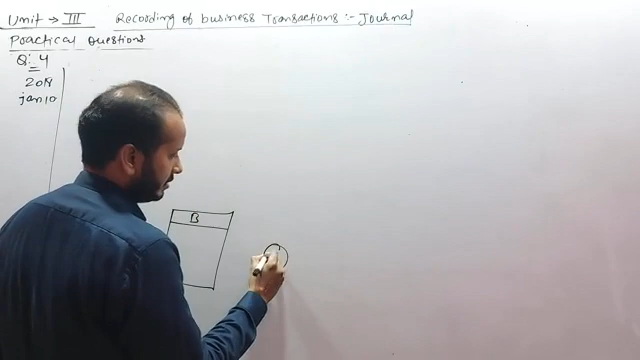 Unit → III Recording of business Transactions :- Journal
Practical Questions
Q: 4
2018
jan 10
B